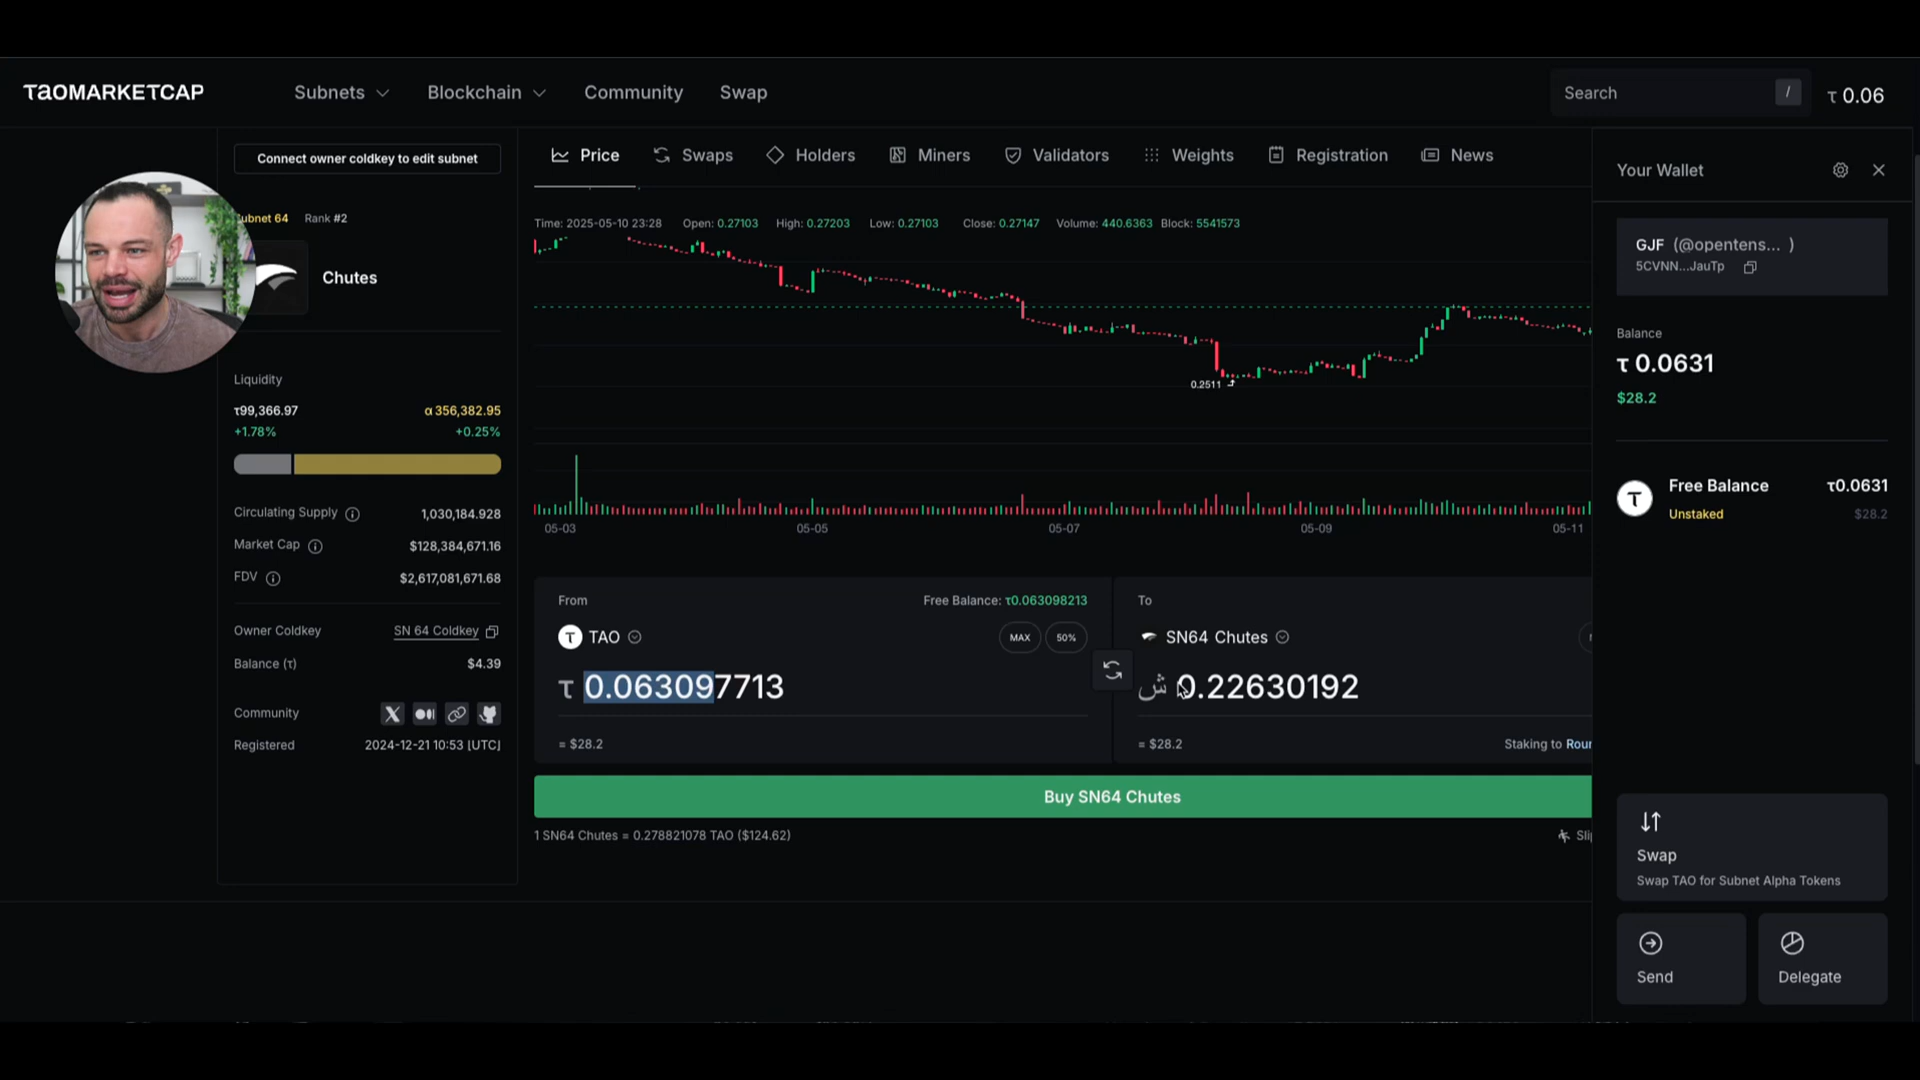 TAOMARKETCAP
Subnets
Blockchain
Community
Swap
Search
/
τ 0.06
Connect owner coldkey to edit subnet
Subnet 64
Rank #2
Chutes
Liquidity
τ99,366.97
α 356,382.95
+1.78%
+0.25%
Circulating Supply
1,030,184.928
Market Cap
$128,384,671.16
FDV
$2,617,081,671.68
Owner Coldkey
SN 64 Coldkey
Balance (τ)
$4.39
Community
Registered
2024-12-21 10:53 [UTC]
Price
Swaps
Holders
Miners
Validators
Weights
Registration
News
Time: 2025-05-10 23:28 Open: 0.27103 High: 0.27203 Low: 0.27103 Close: 0.27147 Volume: 440.6363 Block: 5541573
0.2511
05-03
05-05
05-07
05-09
05-11
From
Free Balance: τ0.063098213
TAO
MAX
50%
τ 0.063097713
= $28.2
To
SN64 Chutes
ش 0.22630192
= $28.2
Staking to Roun
Buy SN64 Chutes
1 SN64 Chutes = 0.278821078 TAO ($124.62)
Sli
Your Wallet
GJF (@opentens... )
5CVNN...JauTp
Balance
τ 0.0631
$28.2
Free Balance
τ0.0631
Unstaked
$28.2
Swap
Swap TAO for Subnet Alpha Tokens
Send
Delegate